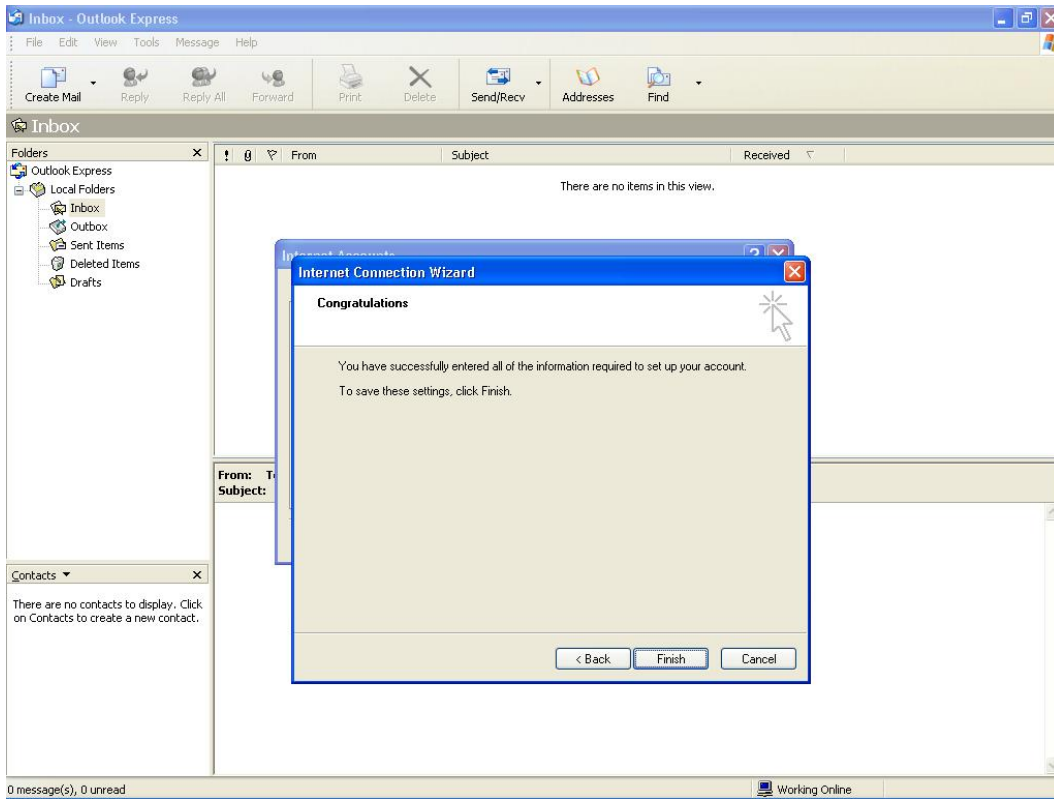 Inbox - Outlook Express
File Edit View Tools Message Help
Create Mail Reply Reply All Forward Print Delete Send/Recv Addresses Find
Inbox
Folders
Outlook Express
Local Folders
Inbox
Outbox
Sent Items
Deleted Items
Drafts
! From Subject Received
There are no items in this view.
Internet Accounts
Internet Connection Wizard
Congratulations
You have successfully entered all of the information required to set up your account.
To save these settings, click Finish.
< Back Finish Cancel
From:
Subject:
Contacts
There are no contacts to display. Click
on Contacts to create a new contact.
0 message(s), 0 unread
Working Online